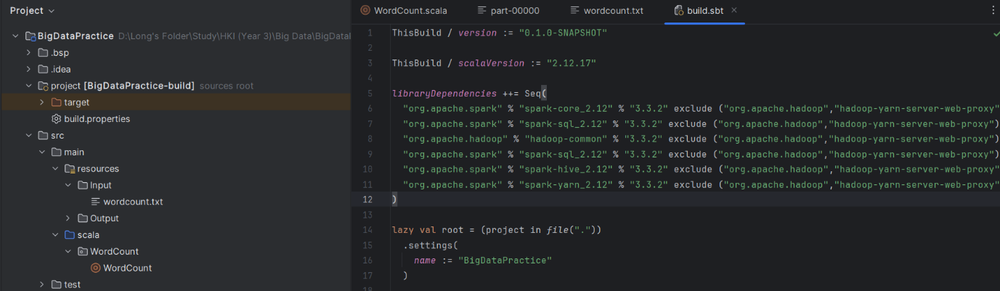 Project
BigDataPractice D:\Long's Folder\Study\HKI (Year 3)\Big Data\BigDataI
.bsp
.idea
project [BigDataPractice-build] sources root
target
build.properties
src
main
resources
Input
wordcount.txt
Output
scala
WordCount
WordCount
test
WordCount.scala part-00000 wordcount.txt build.sbt
1 ThisBuild / version := "0.1.0-SNAPSHOT"
2
3 ThisBuild / scalaVersion := "2.12.17"
4
5 libraryDependencies ++= Seq(
6 "org.apache.spark" % "spark-core_2.12" % "3.3.2" exclude ("org.apache.hadoop","hadoop-yarn-server-web-proxy"
7 "org.apache.spark" % "spark-sql_2.12" % "3.3.2" exclude ("org.apache.hadoop","hadoop-yarn-server-web-proxy")
8 "org.apache.hadoop" % "hadoop-common" % "3.3.2" exclude ("org.apache.hadoop","hadoop-yarn-server-web-proxy")
9 "org.apache.spark" % "spark-sql_2.12" % "3.3.2" exclude ("org.apache.hadoop","hadoop-yarn-server-web-proxy")
10 "org.apache.spark" % "spark-hive_2.12" % "3.3.2" exclude ("org.apache.hadoop","hadoop-yarn-server-web-proxy"
11 "org.apache.spark" % "spark-yarn_2.12" % "3.3.2" exclude ("org.apache.hadoop","hadoop-yarn-server-web-proxy"
12 )
13
14 lazy val root = (project in file("."))
15 .settings(
16 name := "BigDataPractice"
17 )
18